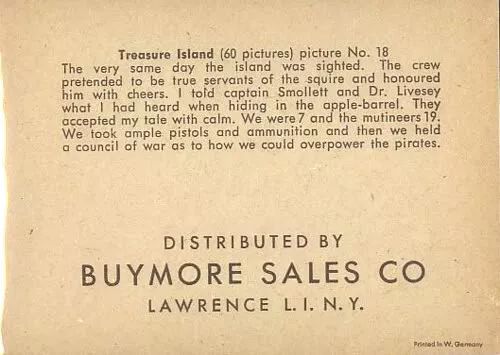 Treasure Island (60 pictures) picture No. 18
The very same day the island was sighted. The crew
pretended to be true servants of the squire and honoured
him with cheers. I told captain Smollett and Dr. Livesey
what I had heard when hiding in the apple-barrel. They
accepted my tale with calm. We were 7 and the mutineers 19.
We took ample pistols and ammunition and then we held
a council of war as to how we could overpower the pirates.
DISTRIBUTED BY
BUYMORE SALES CO
LAWRENCE L. I. N. Y.
Printed in W. Germany